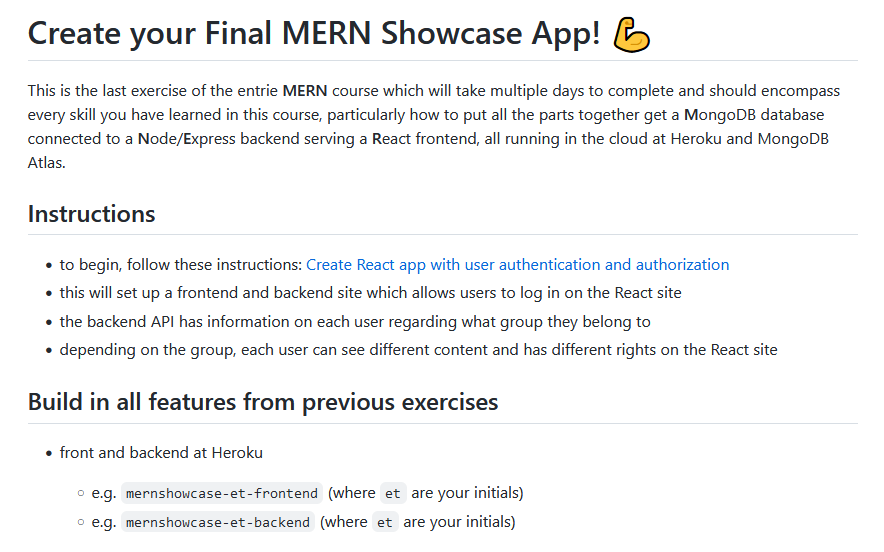 Create your Final MERN Showcase App! 💪
This is the last exercise of the entrie MERN course which will take multiple days to complete and should encompass
every skill you have learned in this course, particularly how to put all the parts together get a MongoDB database
connected to a Node/Express backend serving a React frontend, all running in the cloud at Heroku and MongoDB
Atlas.
Instructions
• to begin, follow these instructions: Create React app with user authentication and authorization
• this will set up a frontend and backend site which allows users to log in on the React site
• the backend API has information on each user regarding what group they belong to
• depending on the group, each user can see different content and has different rights on the React site
Build in all features from previous exercises
• front and backend at Heroku
○ e.g. mernshowcase-et-frontend (where et are your initials)
○ e.g. mernshowcase-et-backend (where et are your initials)